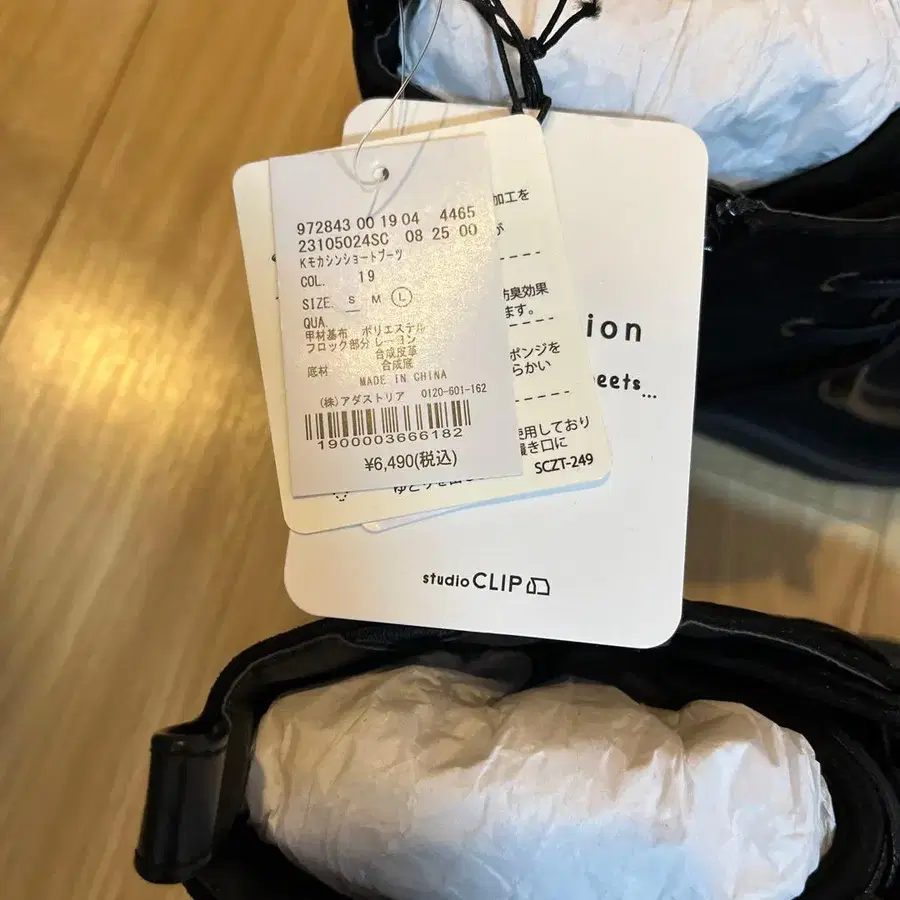 972843 00 19 04 4465
23105024SC 08 25 00
Kモカシンショートブーツ
COL. 19
SIZE. S M L
QUA.
甲材基布 ポリエステル
フロック部分 レーヨン
合成皮革
底材 合成底
MADE IN CHINA
(株)アダストリア 0120-601-162
1900003666182
¥6,490(税込)
加工を
が
防臭効果
ます。
ポンジを
らかい
使用しており
履き口に
SCZT-249
ion
eets...
studio CLIP